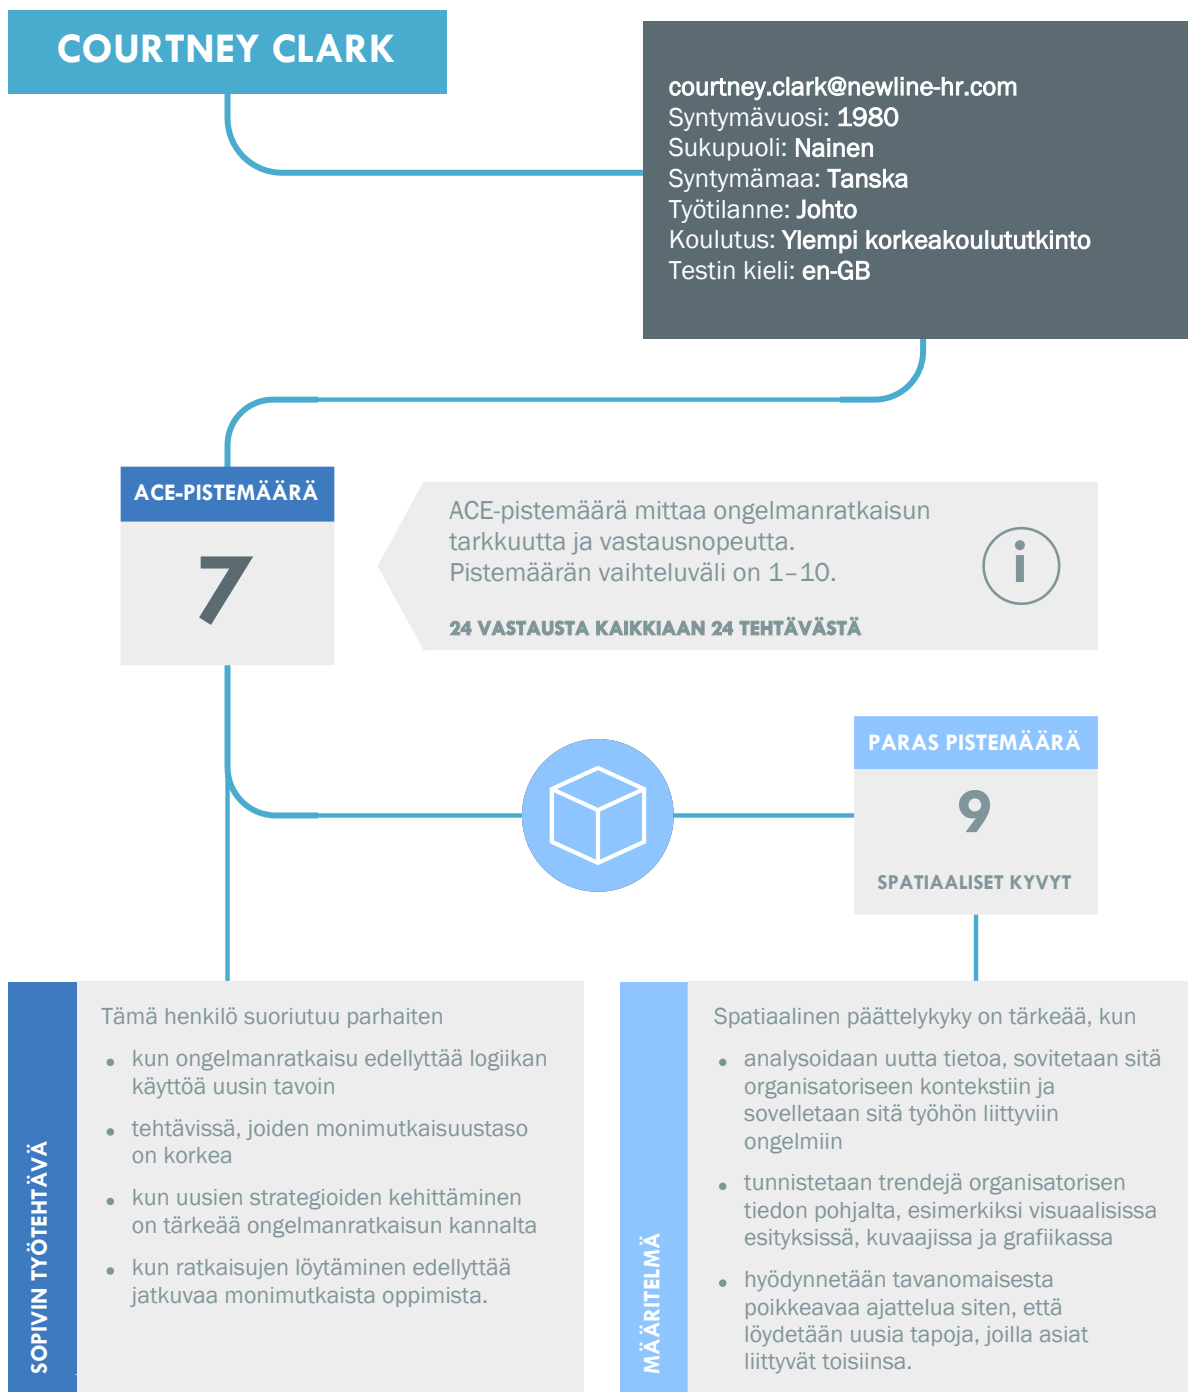 COURTNEY CLARK
courtney.clark@newline-hr.com
Syntymävuosi: 1980
Sukupuoli: Nainen
Syntymämaa: Tanska
Työtilanne: Johto
Koulutus: Ylempi korkeakoulututkinto
Testin kieli: en-GB
ACE-PISTEMÄÄRÄ
7
ACE-pistemäärä mittaa ongelmanratkaisun
tarkkuutta ja vastausnopeutta.
Pistemäärän vaihteluväli on 1–10.
24 VASTAUSTA KAIKKIAAN 24 TEHTÄVÄSTÄ
PARAS PISTEMÄÄRÄ
9
SPATIAALISET KYVYT
SOPIVIN TYÖTEHTÄVÄ
Tämä henkilö suoriutuu parhaiten
• kun ongelmanratkaisu edellyttää logiikan
käyttöä uusin tavoin
• tehtävissä, joiden monimutkaisuustaso
on korkea
• kun uusien strategioiden kehittäminen
on tärkeää ongelmanratkaisun kannalta
• kun ratkaisujen löytäminen edellyttää
jatkuvaa monimutkaista oppimista.
MÄÄRITELMÄ
Spatiaalinen päättelykyky on tärkeää, kun
• analysoidaan uutta tietoa, sovitetaan sitä
organisatoriseen kontekstiin ja
sovelletaan sitä työhön liittyviin
ongelmiin
• tunnistetaan trendejä organisatorisen
tiedon pohjalta, esimerkiksi visuaalisissa
esityksissä, kuvaajissa ja grafiikassa
• hyödynnetään tavanomaisesta
poikkeavaa ajattelua siten, että
löydetään uusia tapoja, joilla asiat
liittyvät toisiinsa.